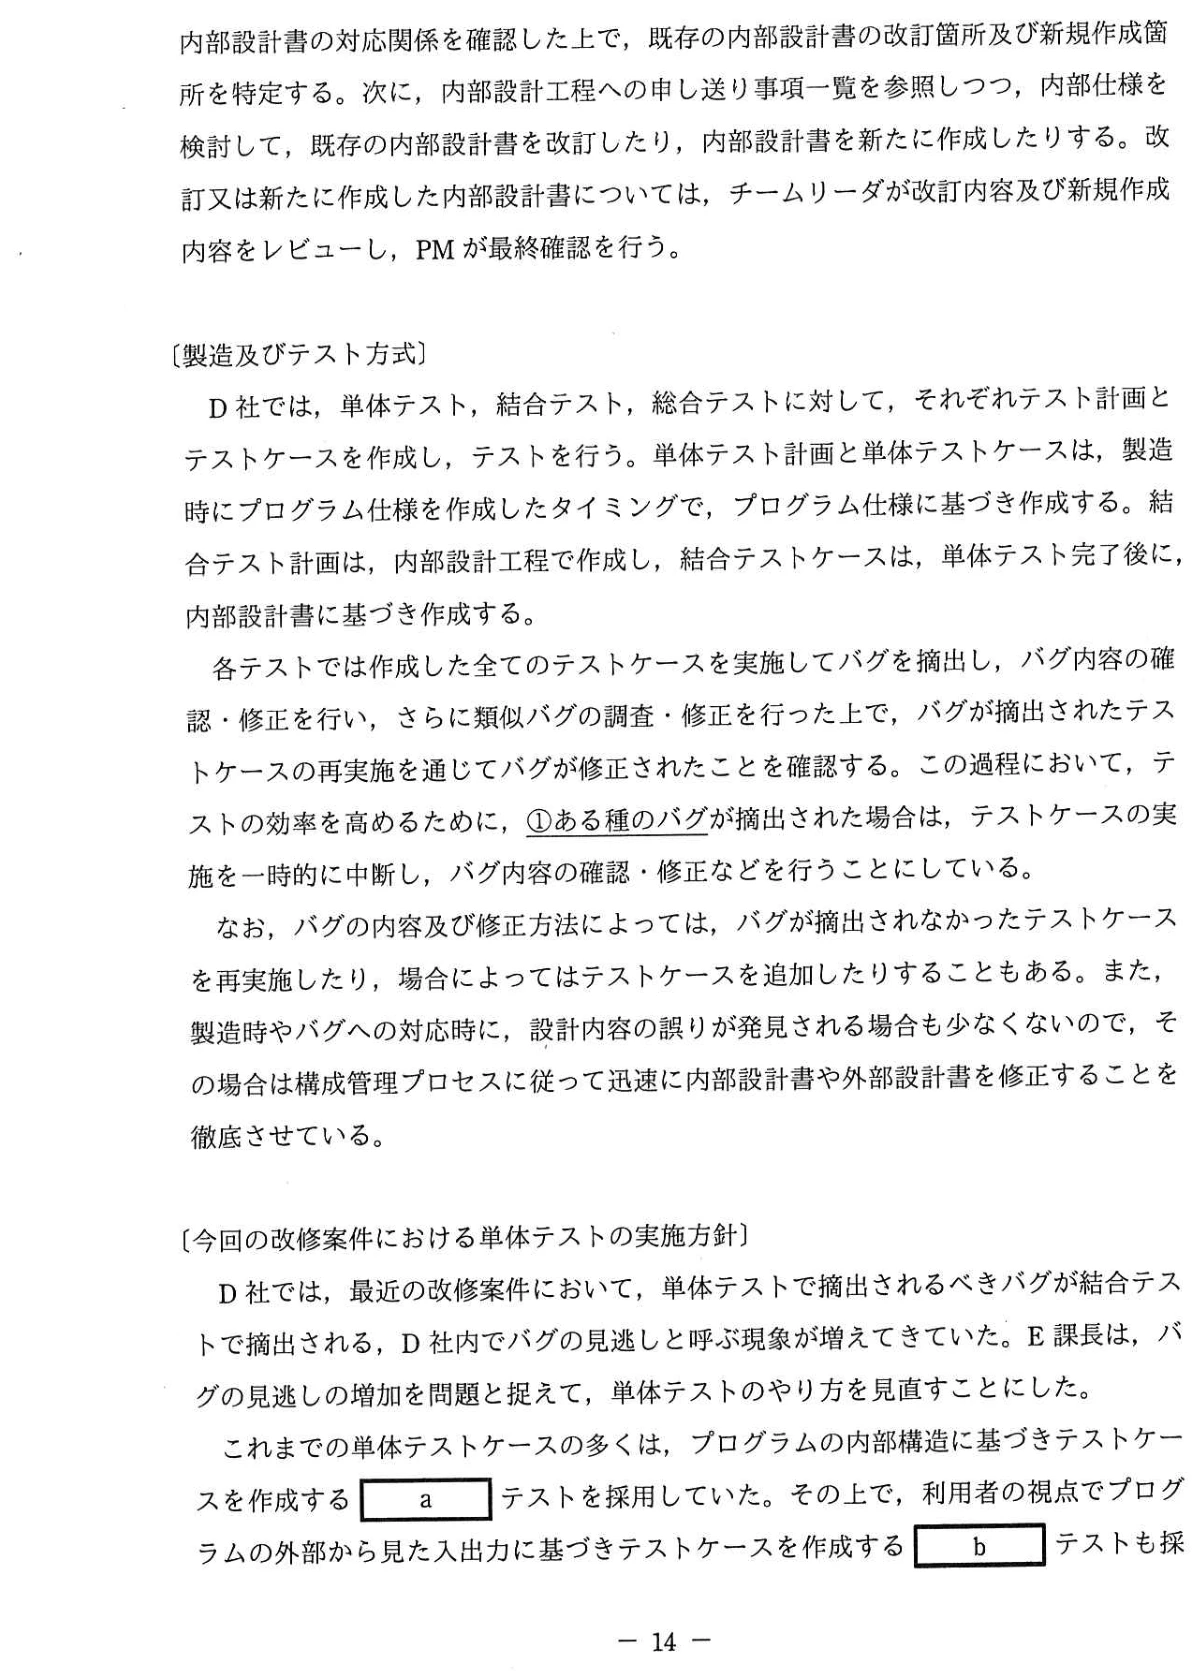 内部設計書の対応関係を確認した上で，既存の内部設計書の改訂箇所及び新規作成箇
所を特定する。次に，内部設計工程への申し送り事項一覧を参照しつつ，内部仕様を
検討して，既存の内部設計書を改訂したり，内部設計書を新たに作成したりする。改
訂又は新たに作成した内部設計書については，チームリーダが改訂内容及び新規作成
内容をレビューし，PM が最終確認を行う。
〔製造及びテスト方式〕
D 社では，単体テスト，結合テスト，総合テストに対して，それぞれテスト計画と
テストケースを作成し，テストを行う。単体テスト計画と単体テストケースは，製造
時にプログラム仕様を作成したタイミングで，プログラム仕様に基づき作成する。結
合テスト計画は，内部設計工程で作成し，結合テストケースは，単体テスト完了後に，
内部設計書に基づき作成する。
各テストでは作成した全てのテストケースを実施してバグを摘出し，バグ内容の確
認・修正を行い，さらに類似バグの調査・修正を行った上で，バグが摘出されたテス
トケースの再実施を通じてバグが修正されたことを確認する。この過程において，テ
ストの効率を高めるために，①ある種のバグが摘出された場合は，テストケースの実
施を一時的に中断し，バグ内容の確認・修正などを行うことにしている。
なお，バグの内容及び修正方法によっては，バグが摘出されなかったテストケース
を再実施したり，場合によってはテストケースを追加したりすることもある。また，
製造時やバグへの対応時に，設計内容の誤りが発見される場合も少なくないので，そ
の場合は構成管理プロセスに従って迅速に内部設計書や外部設計書を修正することを
徹底させている。
〔今回の改修案件における単体テストの実施方針〕
D 社では，最近の改修案件において，単体テストで摘出されるべきバグが結合テス
トで摘出される，D 社内でバグの見逃しと呼ぶ現象が増えてきていた。E 課長は，バ
グの見逃しの増加を問題と捉えて，単体テストのやり方を見直すことにした。
これまでの単体テストケースの多くは，プログラムの内部構造に基づきテストケー
スを作成する a テストを採用していた。その上で，利用者の視点でプログ
ラムの外部から見た入出力に基づきテストケースを作成する b テストも採
－ 14 －